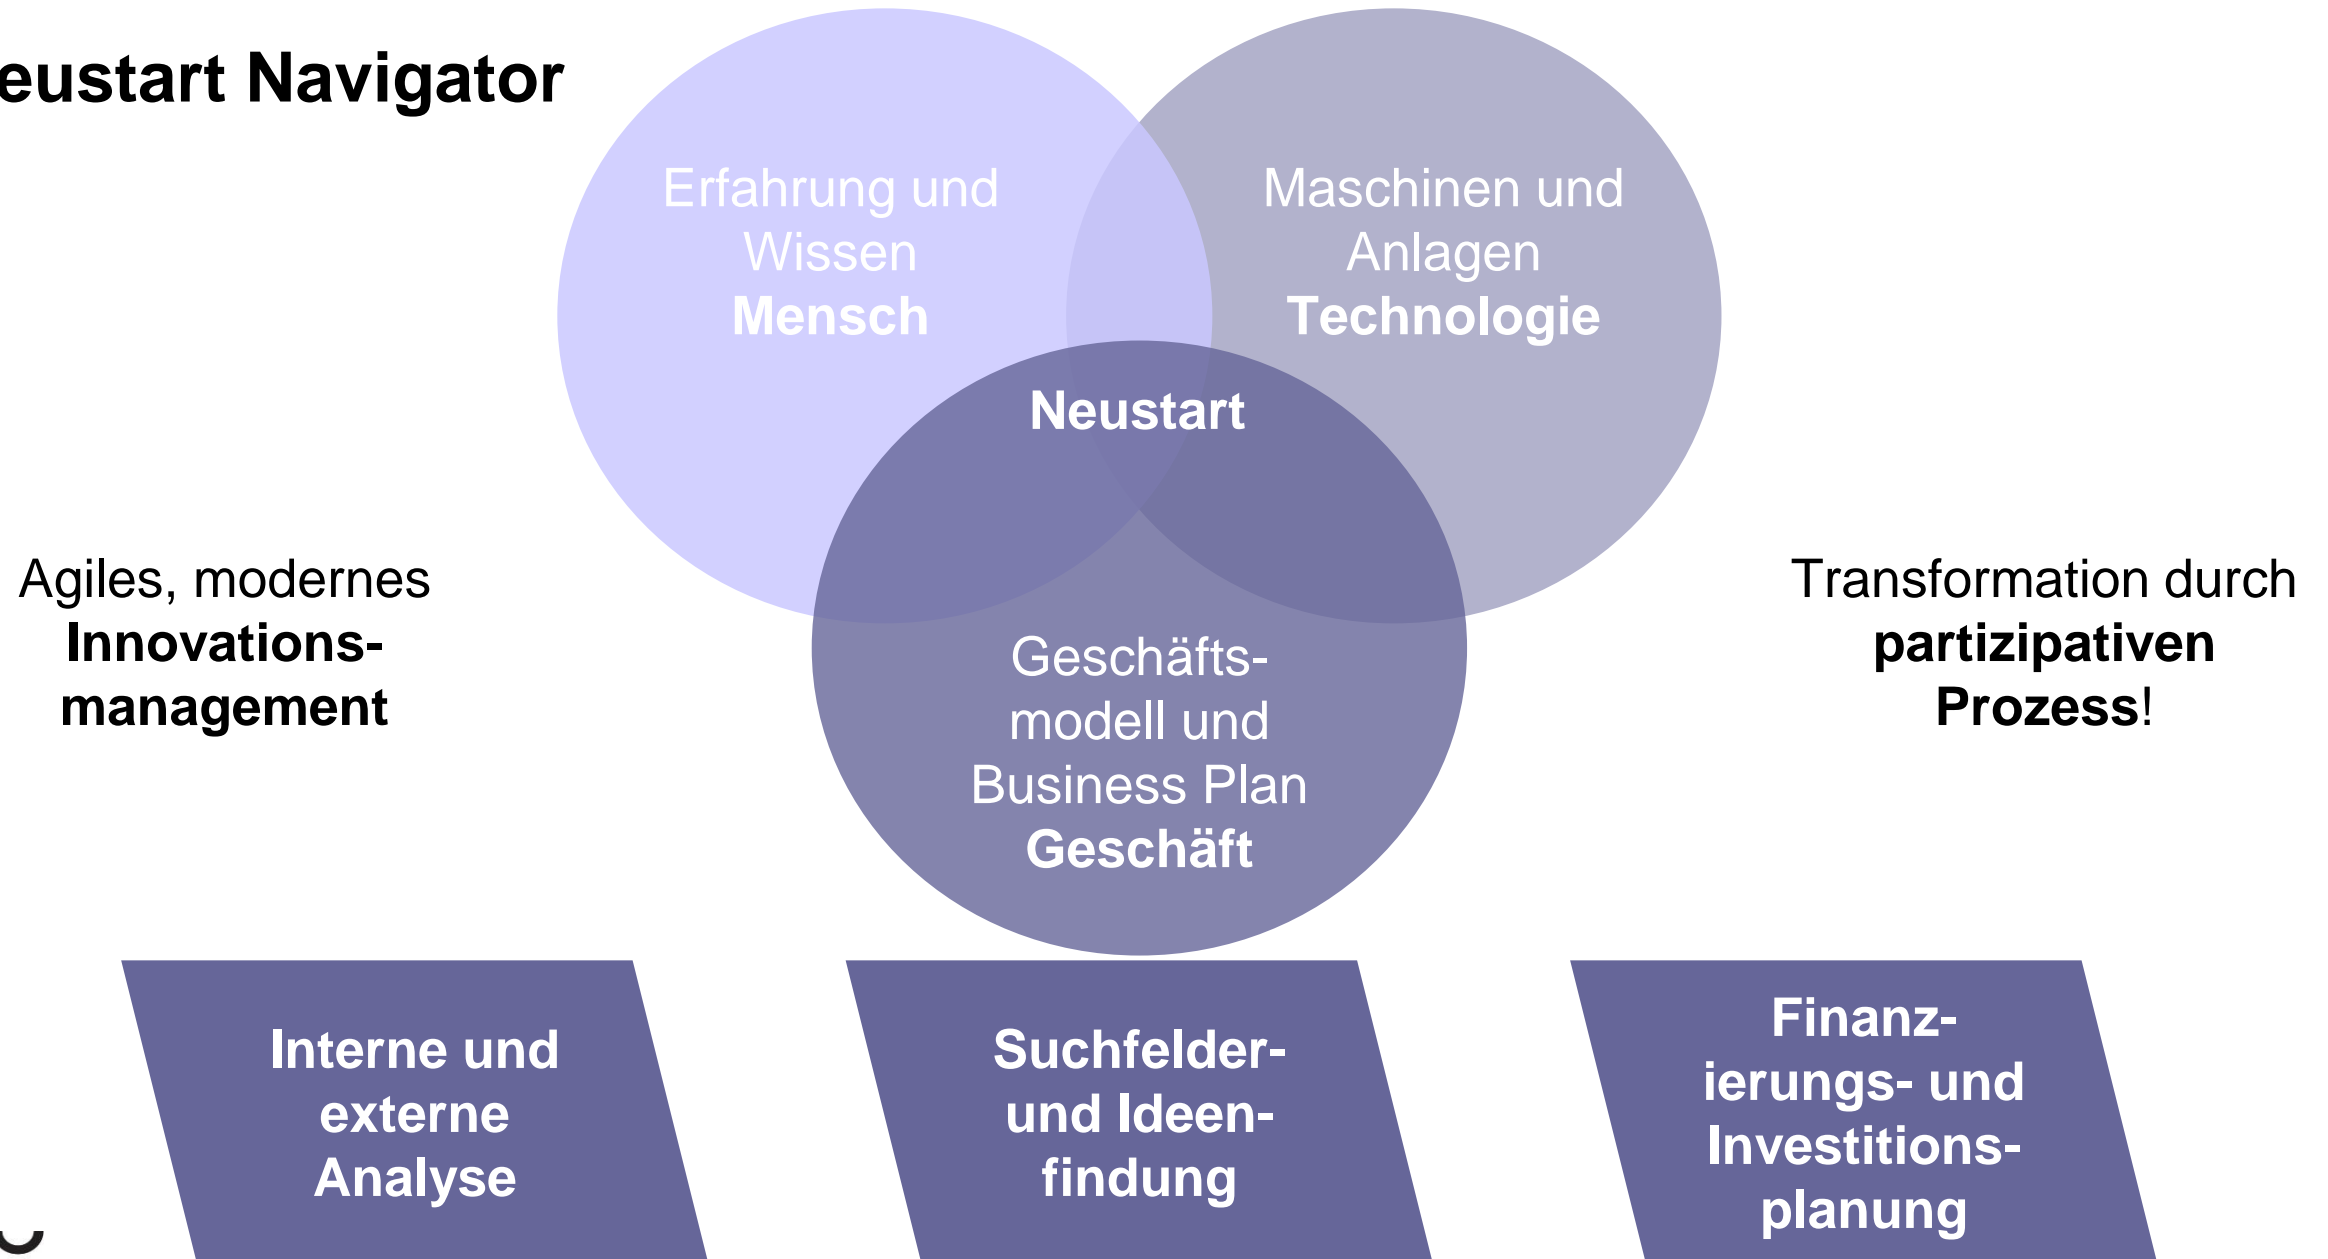 eustart Navigator
Erfahrung und
Wissen
Mensch
Maschinen und
Anlagen
Technologie
Neustart
Agiles, modernes
Innovations-
management
Geschäfts-
modell und
Business Plan
Geschäft
Transformation durch
partizipativen
Prozess!
Interne und
externe
Analyse
Suchfelder-
und Ideen-
findung
Finanz-
ierungs- und
Investitions-
planung